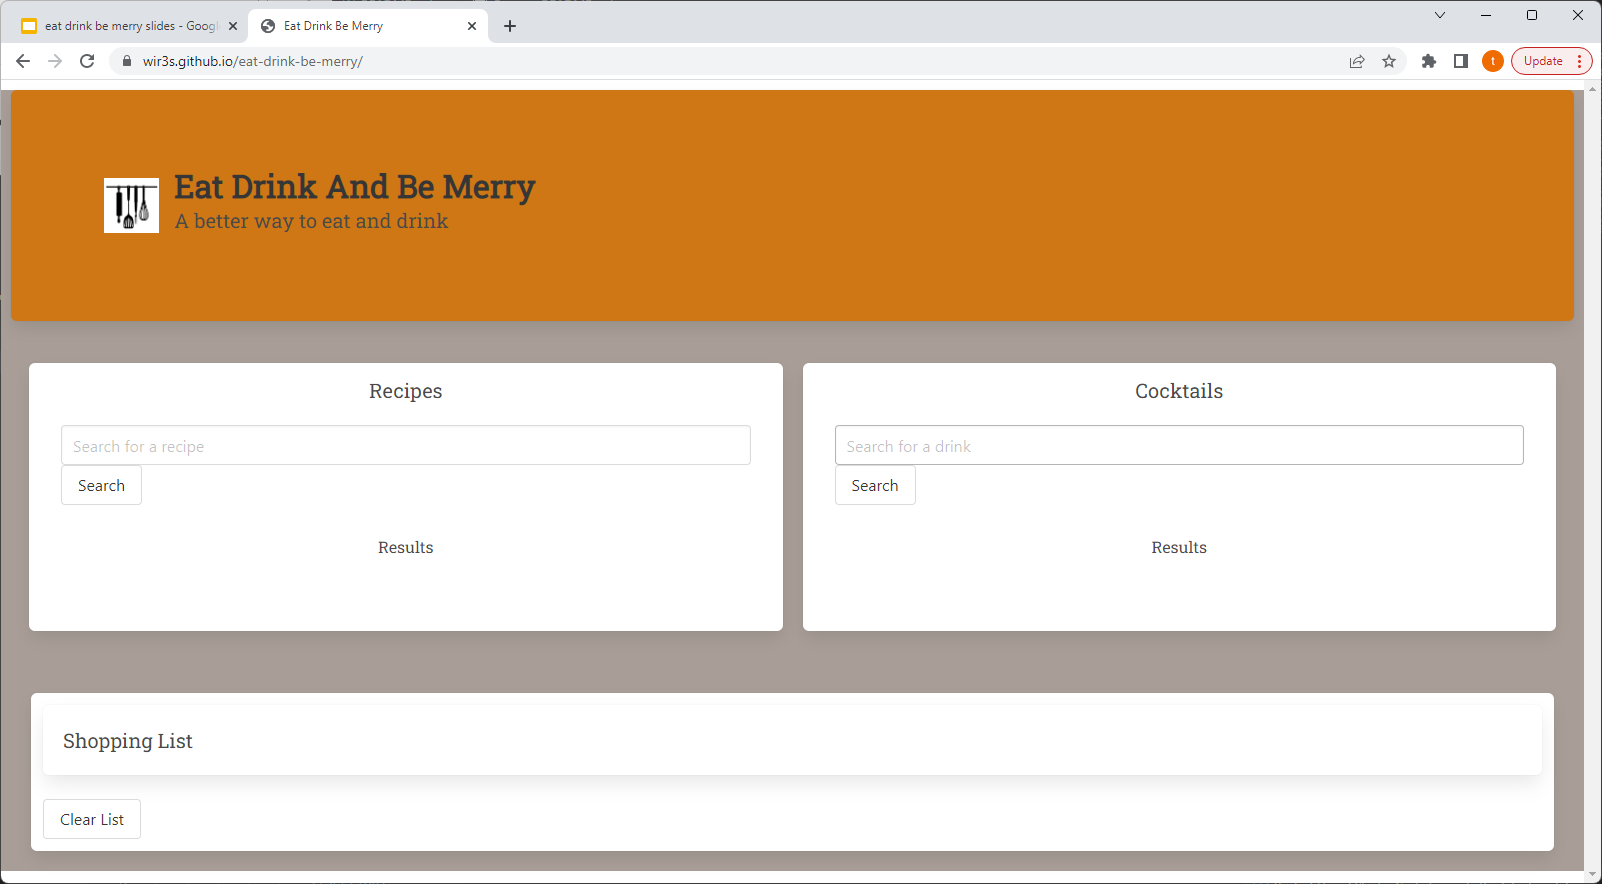 eat drink be merry slides - Googl
Eat Drink Be Merry
wir3s.github.io/eat-drink-be-merry/
t
Update
Eat Drink And Be Merry
A better way to eat and drink
Recipes
Search for a recipe
Search
Results
Cocktails
Search for a drink
Search
Results
Shopping List
Clear List